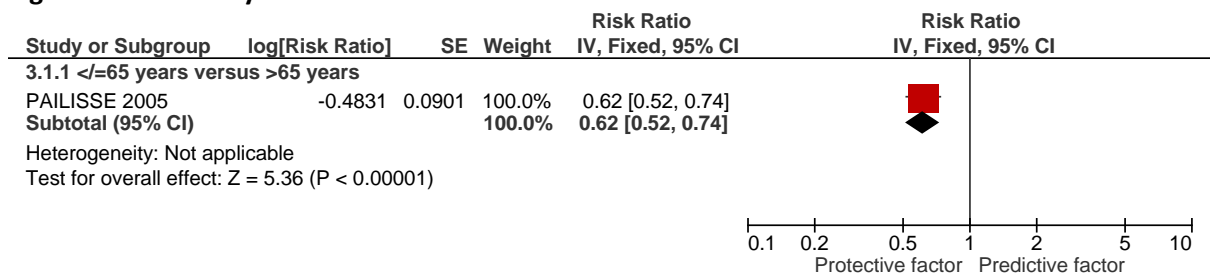 Risk Ratio Risk Ratio
Study or Subgroup log[Risk Ratio] SE Weight IV, Fixed, 95% CI IV, Fixed, 95% CI
3.1.1 </=65 years versus >65 years
PAILISSE 2005 -0.4831 0.0901 100.0% 0.62 [0.52, 0.74]
Subtotal (95% CI) 100.0% 0.62 [0.52, 0.74]
Heterogeneity: Not applicable
Test for overall effect: Z = 5.36 (P < 0.00001)
0.1 0.2 0.5 1 2 5 10
Protective factor Predictive factor